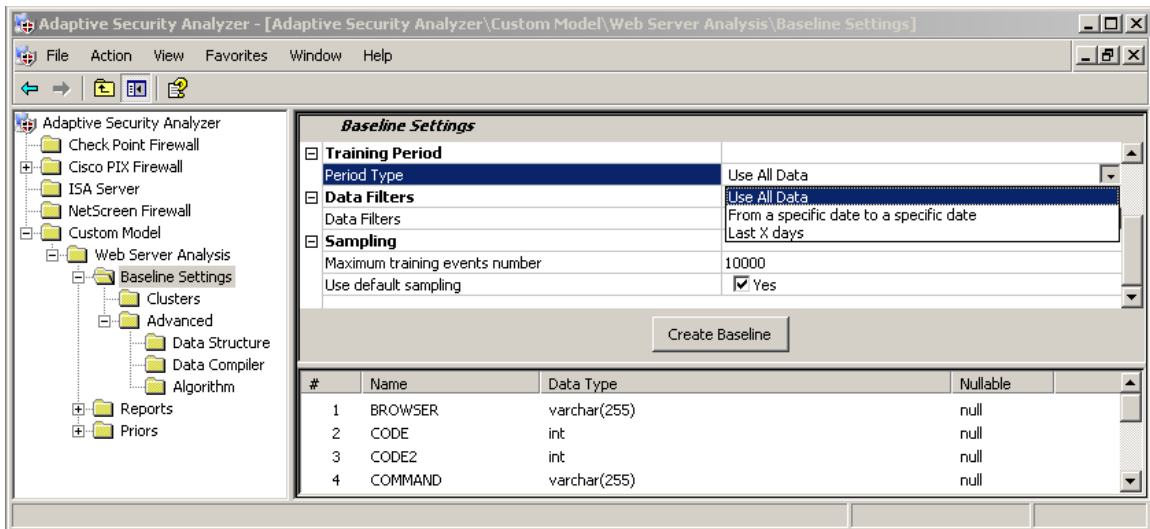 Adaptive Security Analyzer - [Adaptive Security Analyzer\Custom Model\Web Server Analysis\Baseline Settings]
File Action View Favorites Window Help
Adaptive Security Analyzer
Check Point Firewall
Cisco PIX Firewall
ISA Server
NetScreen Firewall
Custom Model
Web Server Analysis
Baseline Settings
Clusters
Advanced
Data Structure
Data Compiler
Algorithm
Reports
Priors
Baseline Settings
Training Period
Period Type Use All Data
Use All Data
From a specific date to a specific date
Last X days
Data Filters
Data Filters
Sampling
Maximum training events number 10000
Use default sampling Yes
Create Baseline
# Name Data Type Nullable
1 BROWSER varchar(255) null
2 CODE int null
3 CODE2 int null
4 COMMAND varchar(255) null